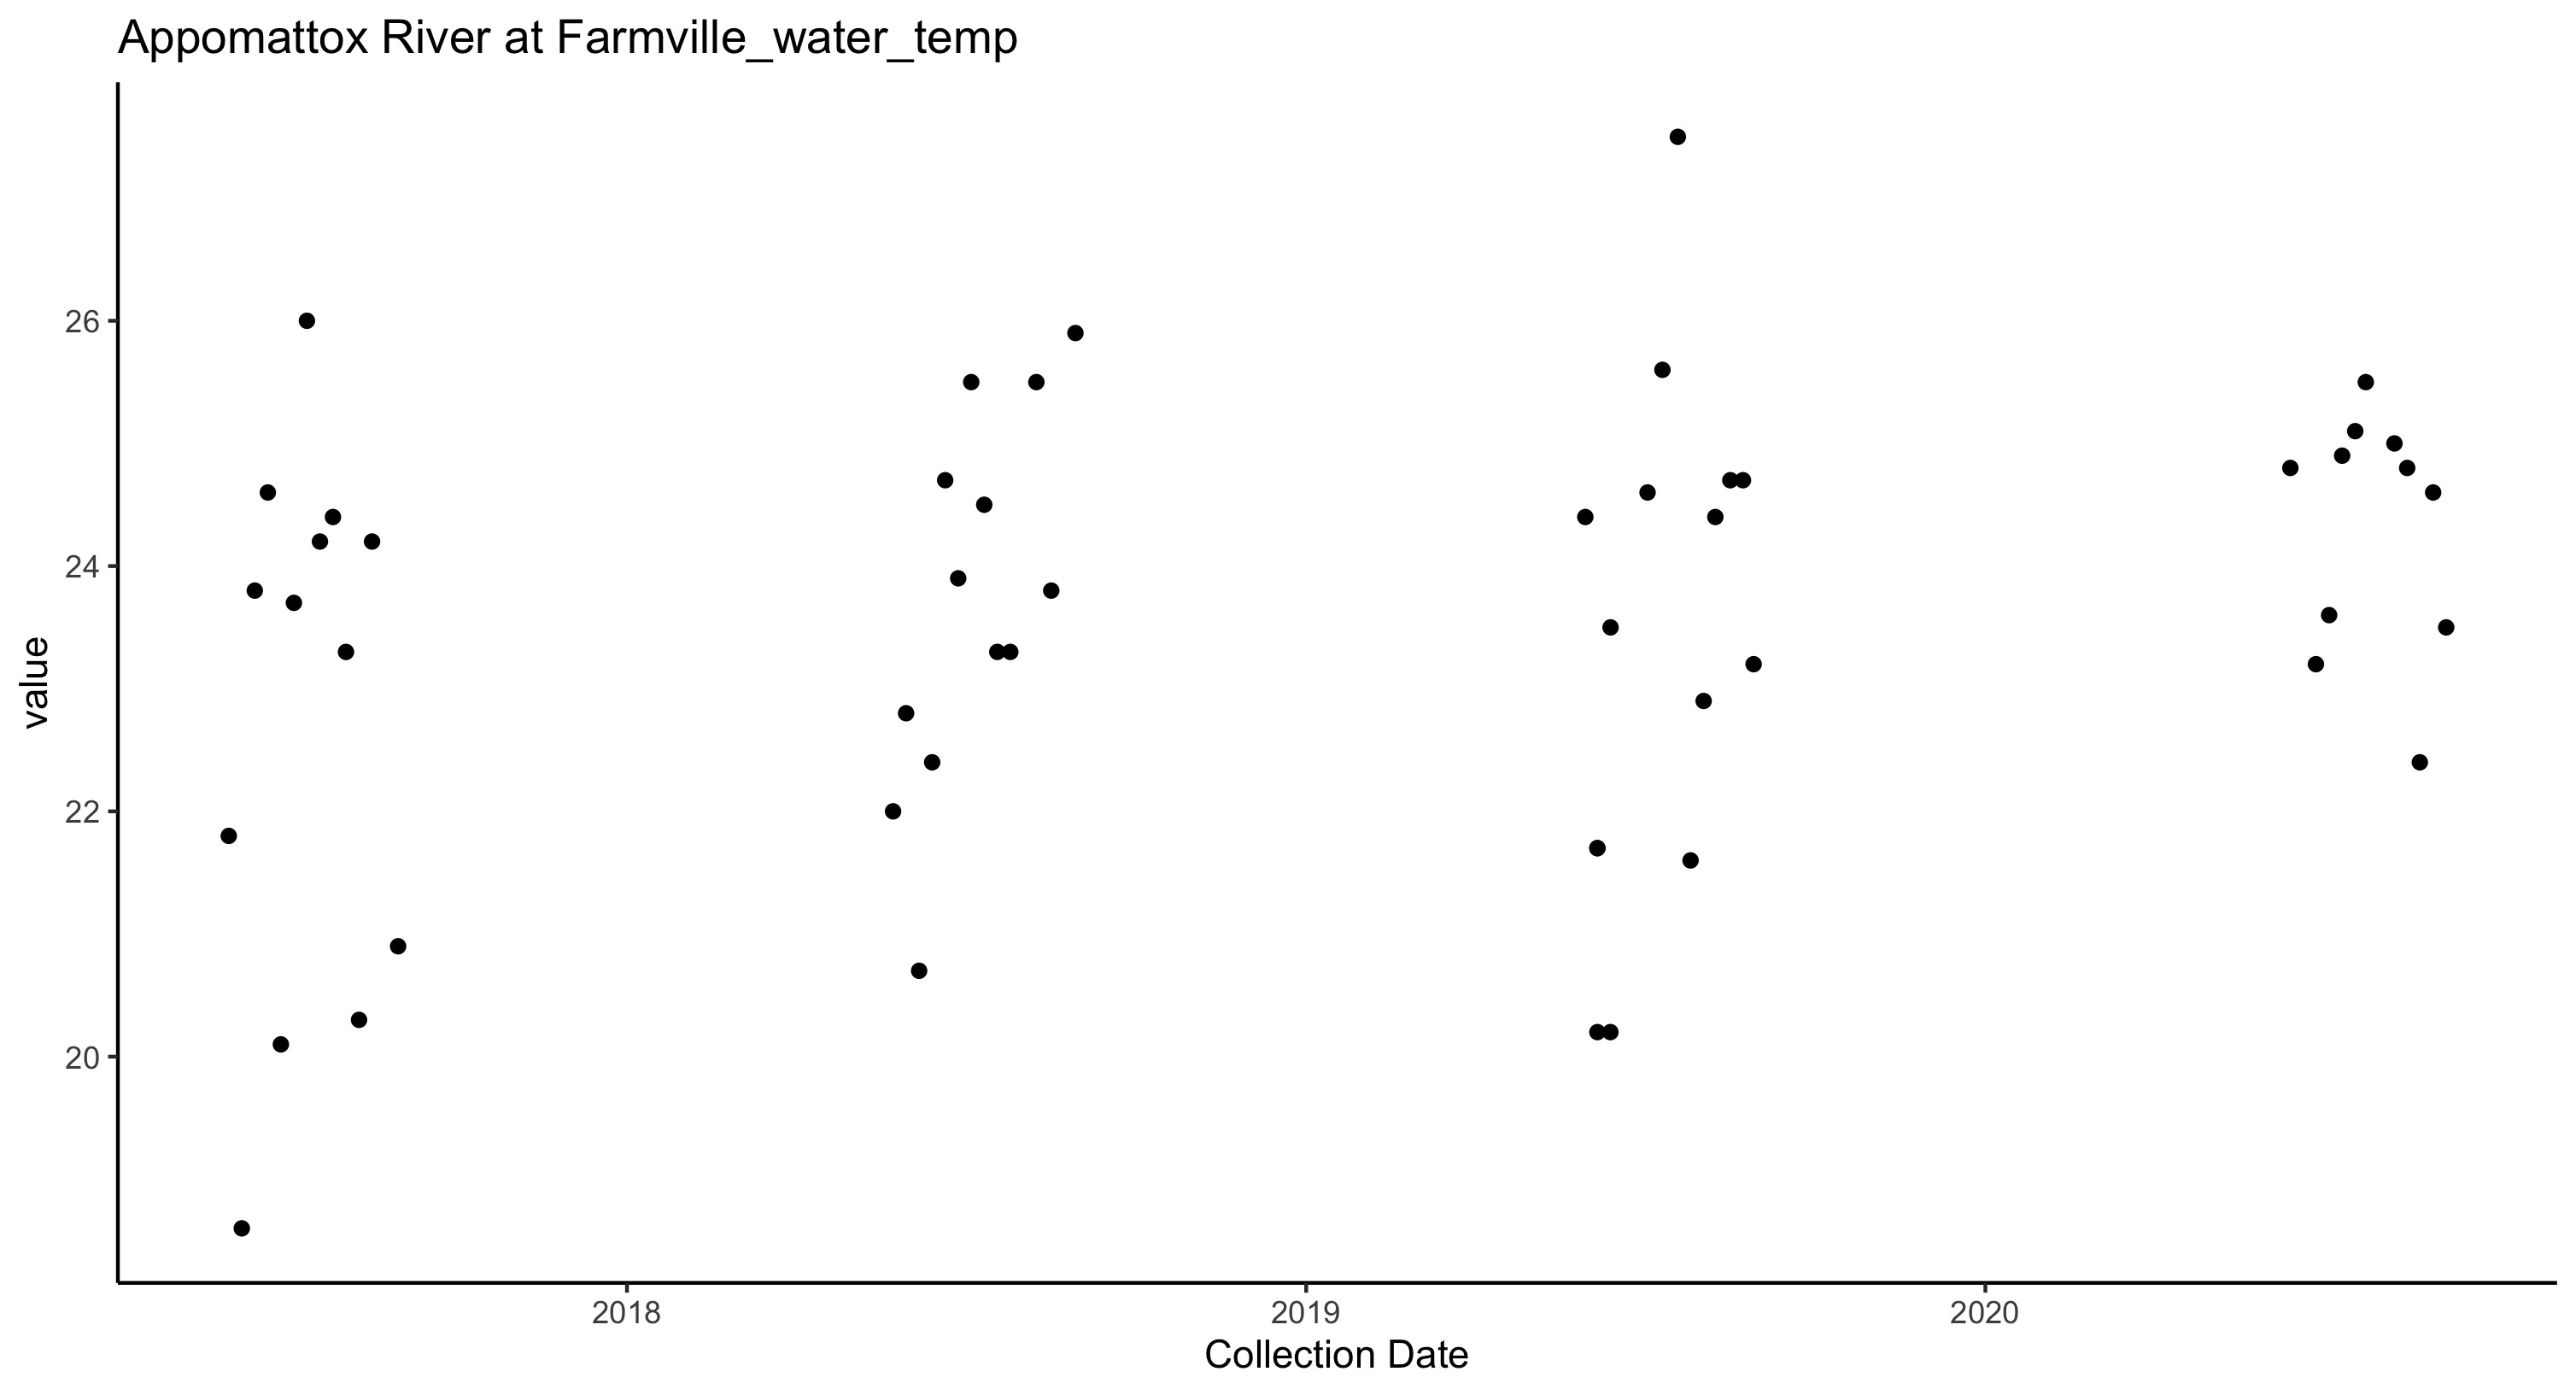 Appomattox River at Farmville_water_temp
26
24
22
20
value
2018 2019 2020
Collection Date